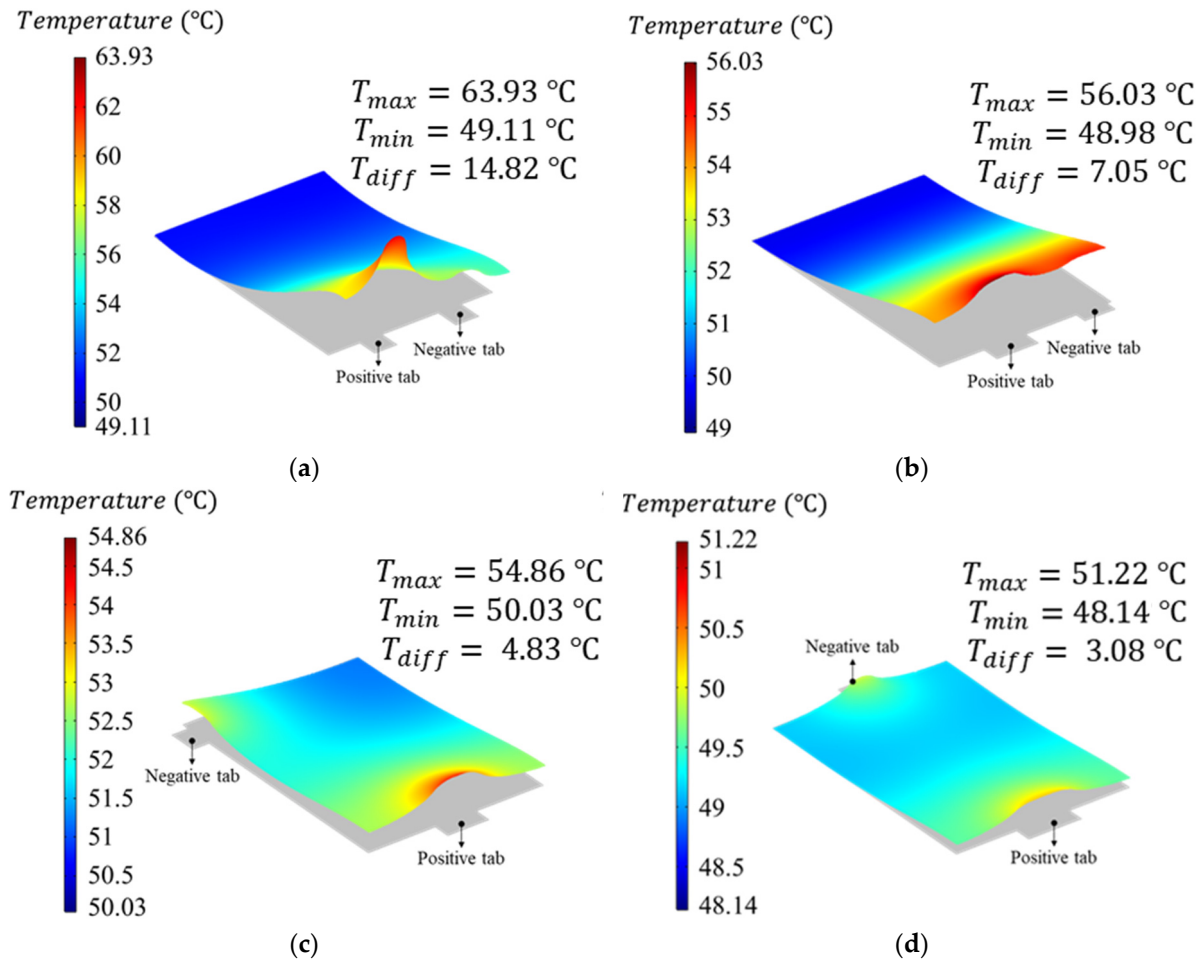 Temperature (°C)
63.93
62
60
58
56
54
52
50
49.11
T_max = 63.93 °C
T_min = 49.11 °C
T_diff = 14.82 °C
Negative tab
Positive tab
(a)
Temperature (°C)
56.03
55
54
53
52
51
50
49
T_max = 56.03 °C
T_min = 48.98 °C
T_diff = 7.05 °C
Negative tab
Positive tab
(b)
Temperature (°C)
54.86
54.5
54
53.5
53
52.5
52
51.5
51
50.5
50.03
T_max = 54.86 °C
T_min = 50.03 °C
T_diff = 4.83 °C
Negative tab
Positive tab
(c)
Temperature (°C)
51.22
51
50.5
50
49.5
49
48.5
48.14
T_max = 51.22 °C
T_min = 48.14 °C
T_diff = 3.08 °C
Negative tab
Positive tab
(d)